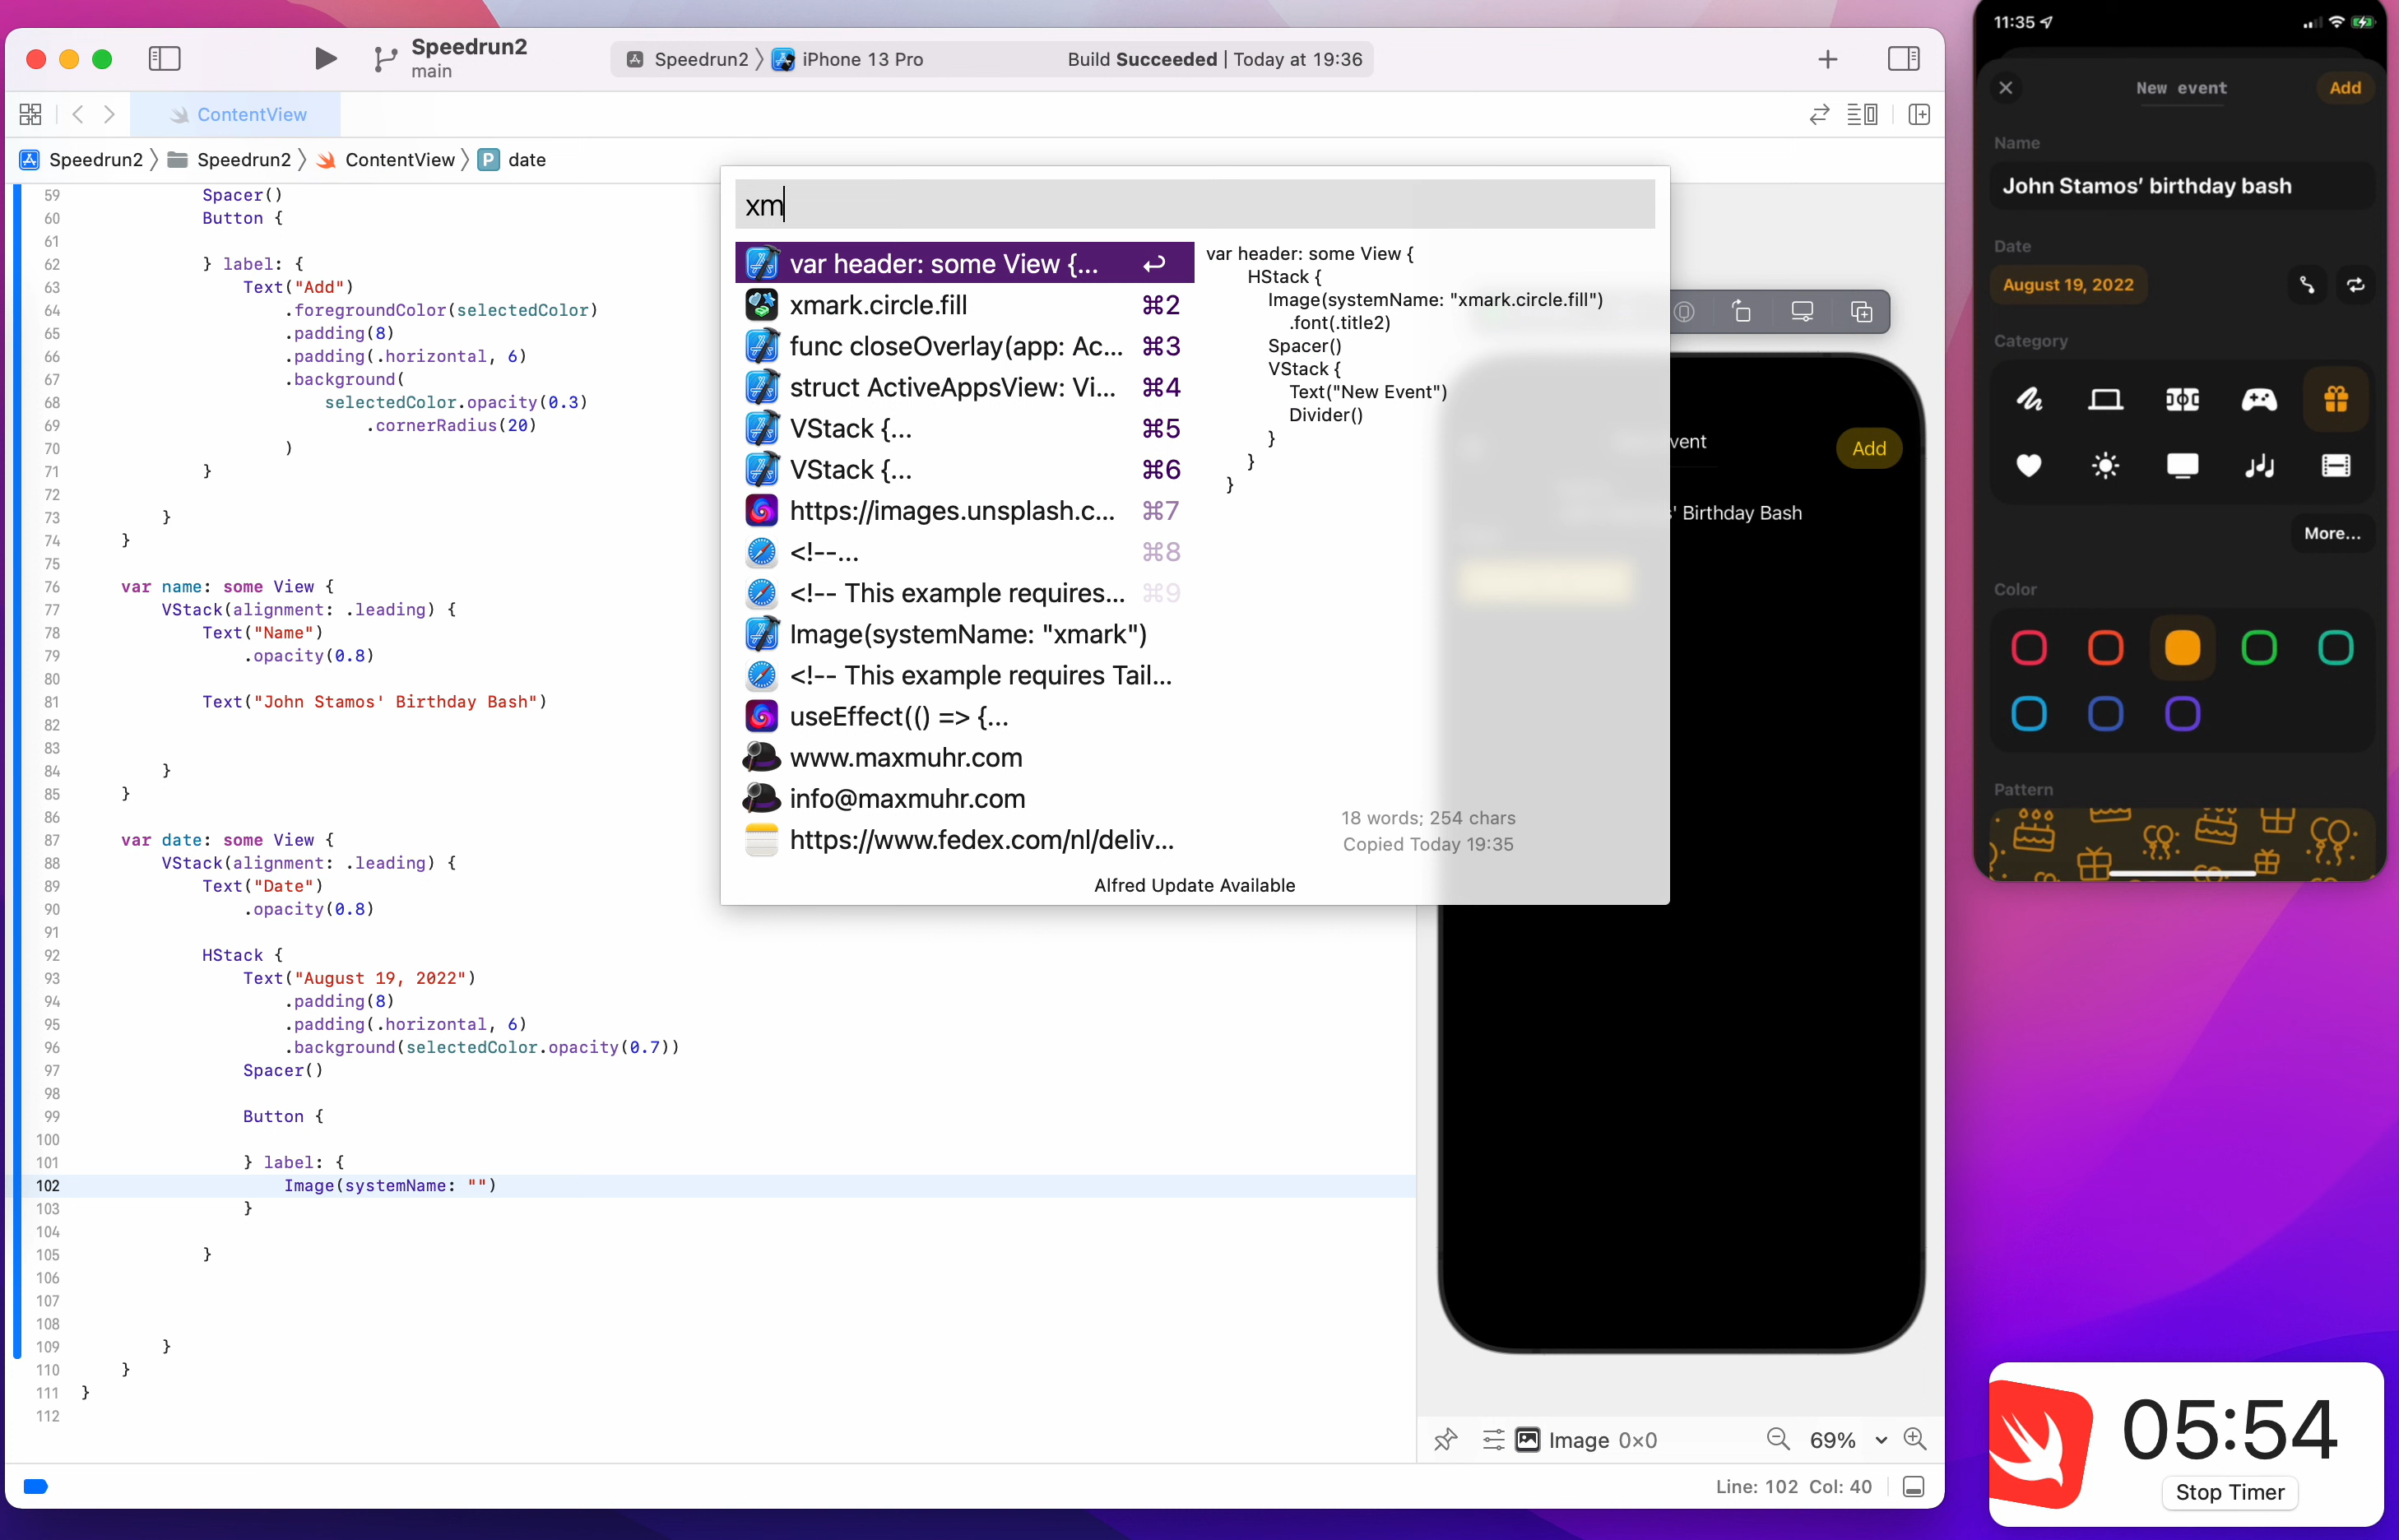 Speedrun2
main
Speedrun2 〉 iPhone 13 Pro
Build Succeeded | Today at 19:36
ContentView
Speedrun2 〉 Speedrun2 〉 ContentView 〉 P date
59 Spacer()
60 Button {
61
62 } label: {
63 Text("Add")
64 .foregroundColor(selectedColor)
65 .padding(8)
66 .padding(.horizontal, 6)
67 .background(
68 selectedColor.opacity(0.3)
69 .cornerRadius(20)
70 )
71 }
72
73 }
74 }
75
76 var name: some View {
77 VStack(alignment: .leading) {
78 Text("Name")
79 .opacity(0.8)
80
81 Text("John Stamos' Birthday Bash")
82
83
84 }
85 }
86
87 var date: some View {
88 VStack(alignment: .leading) {
89 Text("Date")
90 .opacity(0.8)
91
92 HStack {
93 Text("August 19, 2022")
94 .padding(8)
95 .padding(.horizontal, 6)
96 .background(selectedColor.opacity(0.7))
97 Spacer()
98
99 Button {
100
101 } label: {
102 Image(systemName: "")
103 }
104
105 }
106
107
108
109 }
110 }
111 }
112
xm
var header: some View {...
xmark.circle.fill ⌘2
func closeOverlay(app: Ac... ⌘3
struct ActiveAppsView: Vi... ⌘4
VStack {... ⌘5
VStack {... ⌘6
https://images.unsplash.c... ⌘7
<!--... ⌘8
<!-- This example requires... ⌘9
Image(systemName: "xmark")
<!-- This example requires Tail...
useEffect(() => {...
www.maxmuhr.com
info@maxmuhr.com
https://www.fedex.com/nl/deliv...
var header: some View {
HStack {
Image(systemName: "xmark.circle.fill")
.font(.title2)
Spacer()
VStack {
Text("New Event")
Divider()
}
}
}
18 words; 254 chars
Copied Today 19:35
Alfred Update Available
vent
Add
' Birthday Bash
Image 0×0
69%
Line: 102 Col: 40
11:35
New event
Add
Name
John Stamos' birthday bash
Date
August 19, 2022
Category
More...
Color
Pattern
05:54
Stop Timer